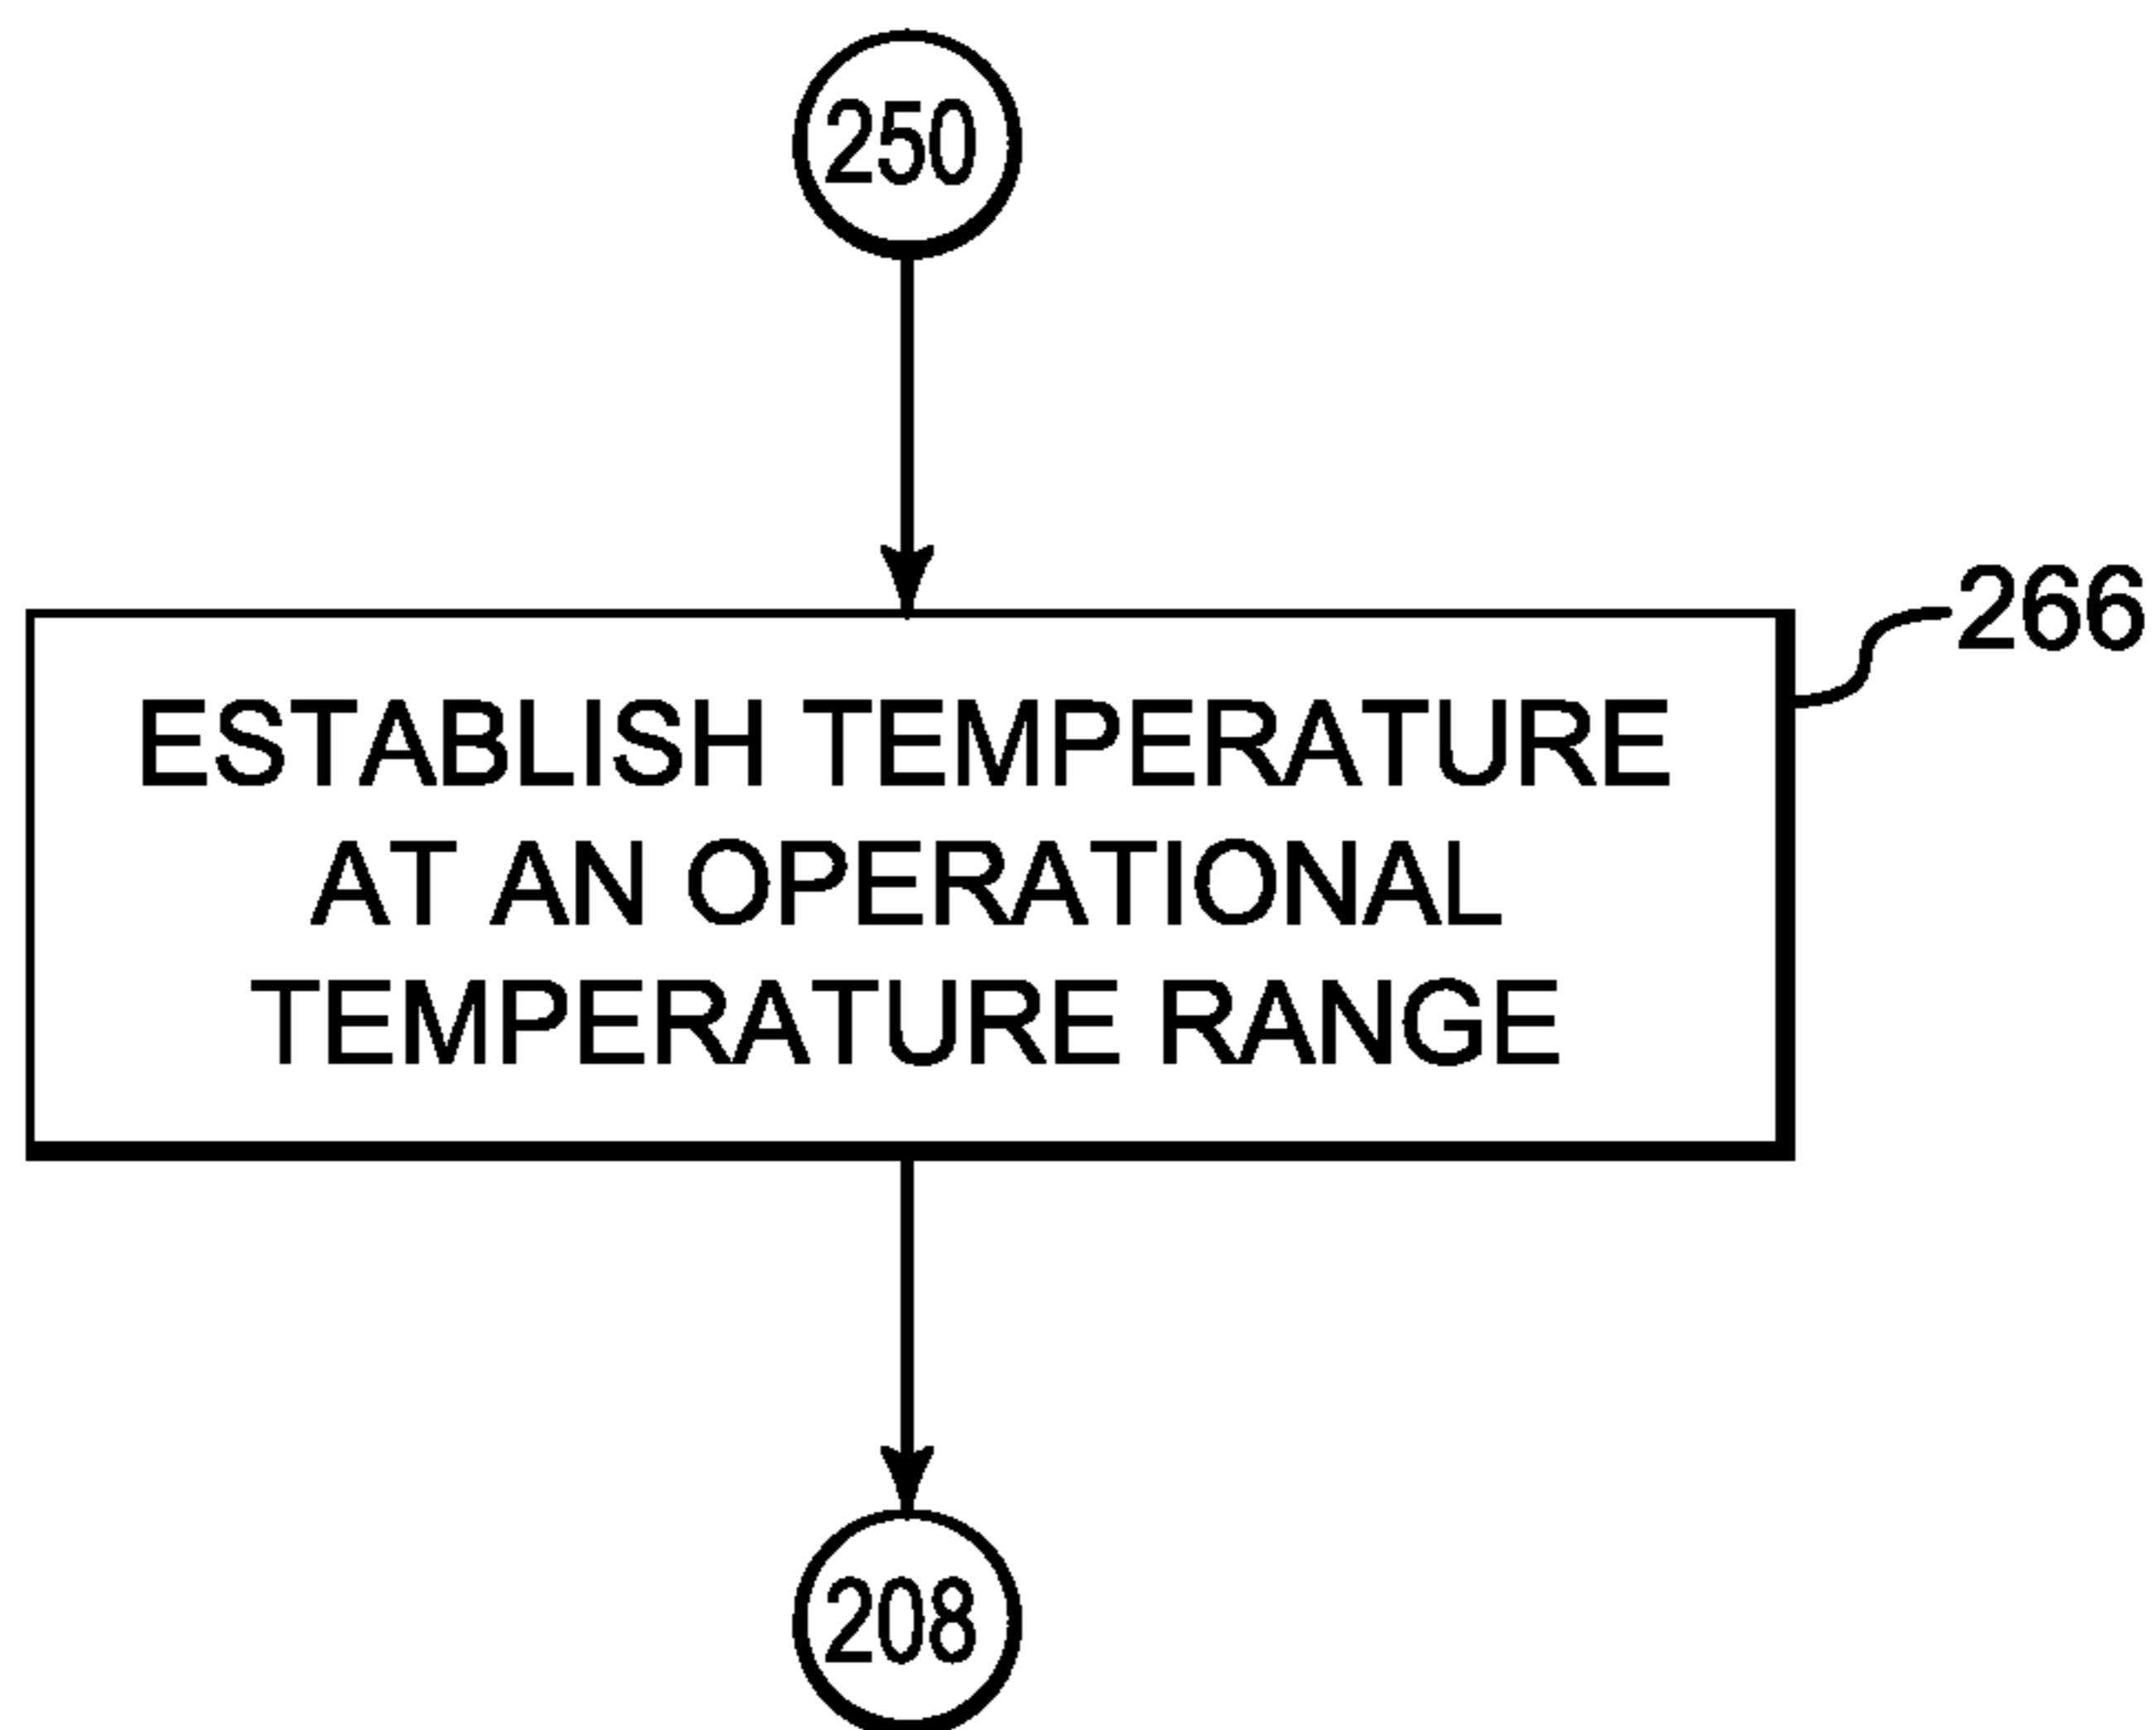 250
266
ESTABLISH TEMPERATURE
AT AN OPERATIONAL
TEMPERATURE RANGE
208